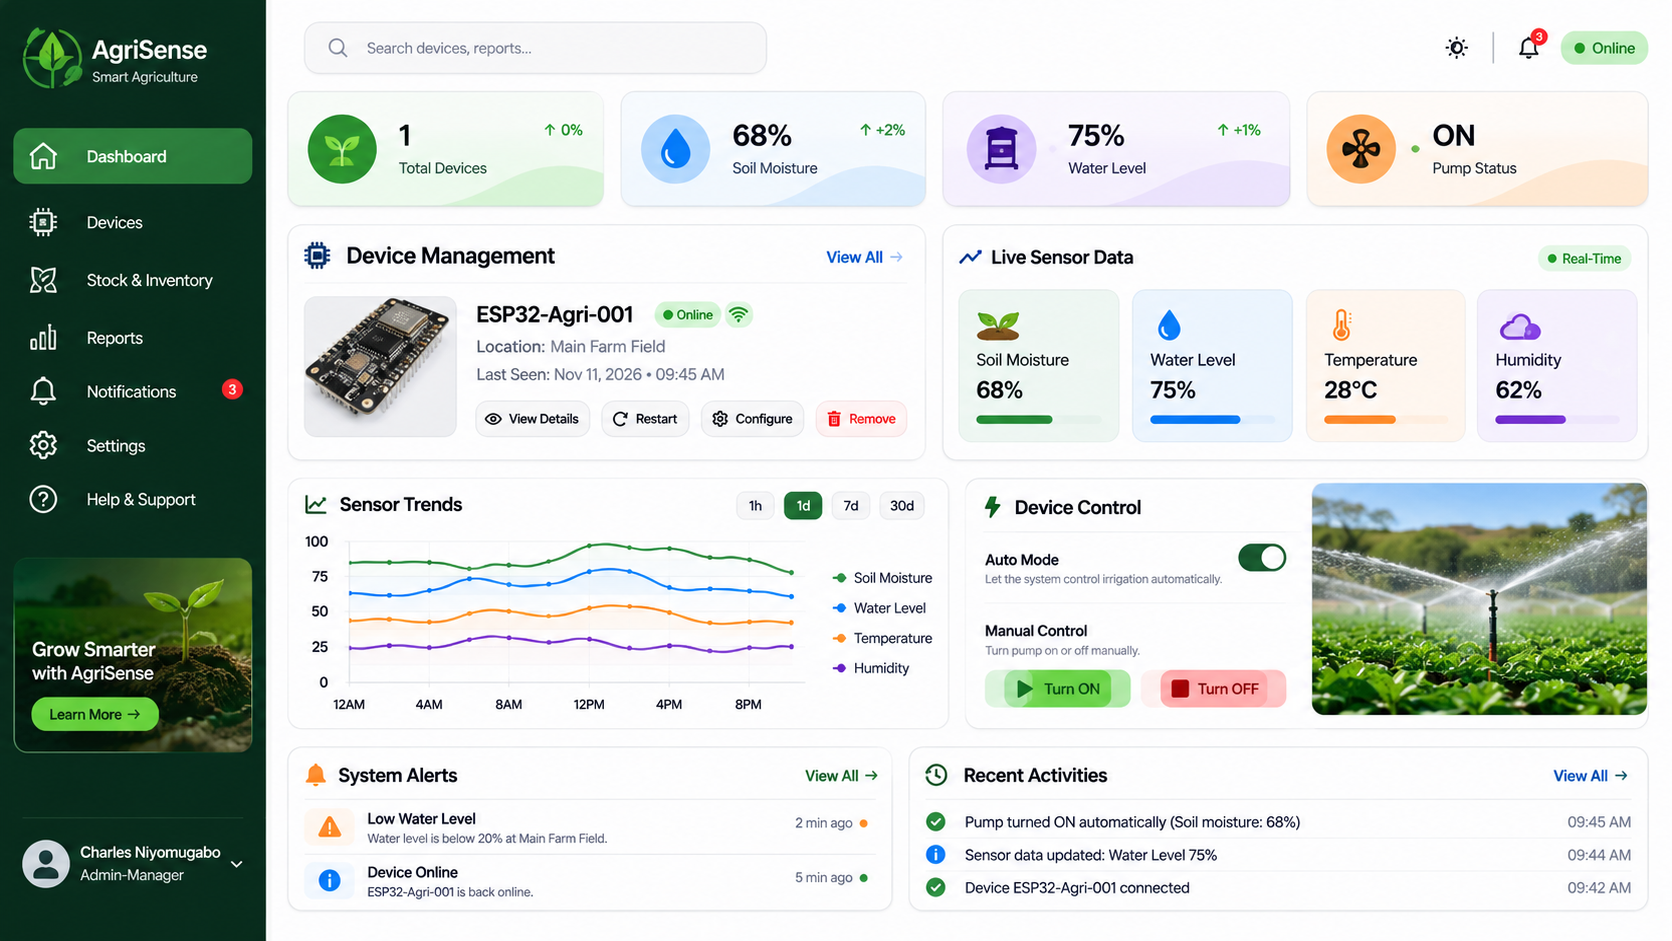 AgriSense
Smart Agriculture
Dashboard
Devices
Stock & Inventory
Reports
Notifications 3
Settings
Help & Support
Grow Smarter
with AgriSense
Learn More →
Charles Niyomugabo
Admin-Manager
Search devices, reports...
3
Online
1
↑ 0%
Total Devices
68%
↑ +2%
Soil Moisture
75%
↑ +1%
Water Level
ON
Pump Status
Device Management
View All →
ESP32-Agri-001
Online
Location: Main Farm Field
Last Seen: Nov 11, 2026 • 09:45 AM
View Details
Restart
Configure
Remove
Live Sensor Data
Real-Time
Soil Moisture
68%
Water Level
75%
Temperature
28°C
Humidity
62%
Sensor Trends
1h
1d
7d
30d
100
75
50
25
0
12AM
4AM
8AM
12PM
4PM
8PM
Soil Moisture
Water Level
Temperature
Humidity
Device Control
Auto Mode
Let the system control irrigation automatically.
Manual Control
Turn pump on or off manually.
Turn ON
Turn OFF
System Alerts
View All →
Low Water Level
Water level is below 20% at Main Farm Field.
2 min ago
Device Online
ESP32-Agri-001 is back online.
5 min ago
Recent Activities
View All →
Pump turned ON automatically (Soil moisture: 68%)
09:45 AM
Sensor data updated: Water Level 75%
09:44 AM
Device ESP32-Agri-001 connected
09:42 AM